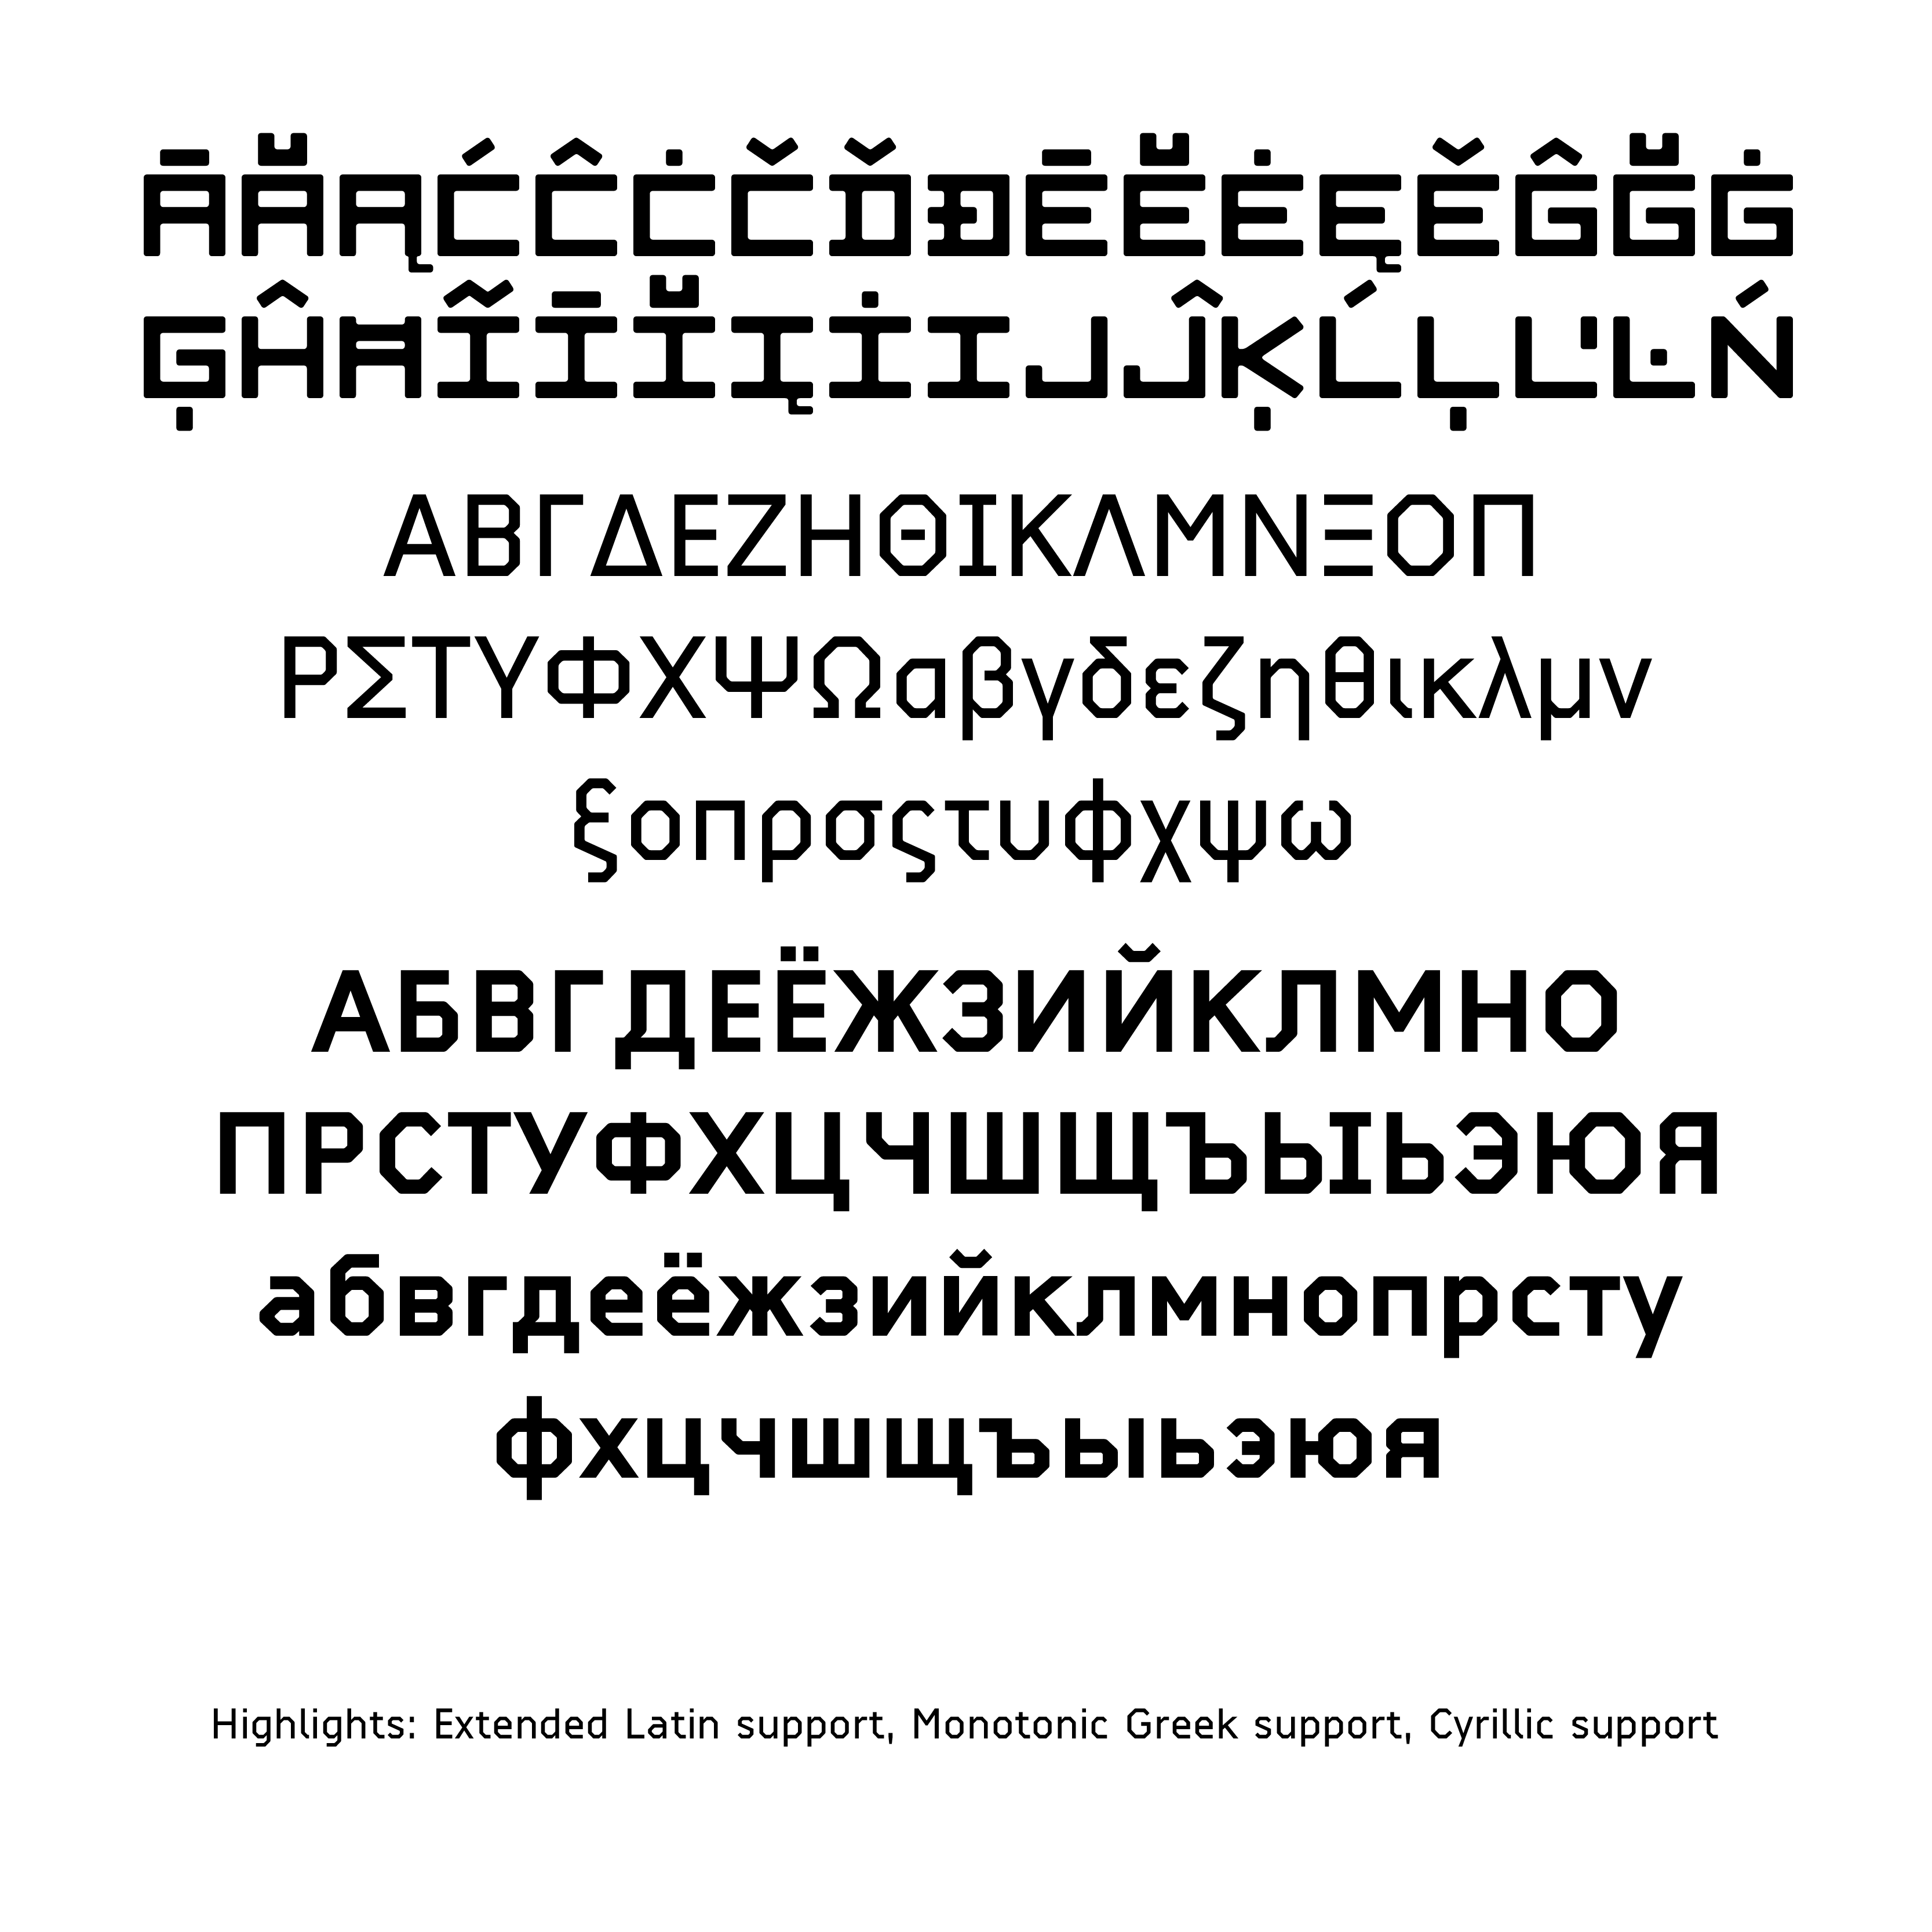 ĀĂĄĆĈĊČĎĐĒĔĖĘĚĜĞĠ
ĢĤĦĨĪĬĮİIJĴĶĹĻĽĿŃ
ΑΒΓΔΕΖΗΘΙΚΛΜΝΞΟΠ
ΡΣΤΥΦΧΨΩαβγδεζηθικλμν
ξοπρσςτυφχψω
АБВГДЕЁЖЗИЙКЛМНО
ПРСТУФХЦЧШЩЪЫЬЭЮЯ
абвгдеёжзийклмнопрсту
фхцчшщъыьэюя
Highlights: Extended Latin support, Monotonic Greek support, Cyrillic support